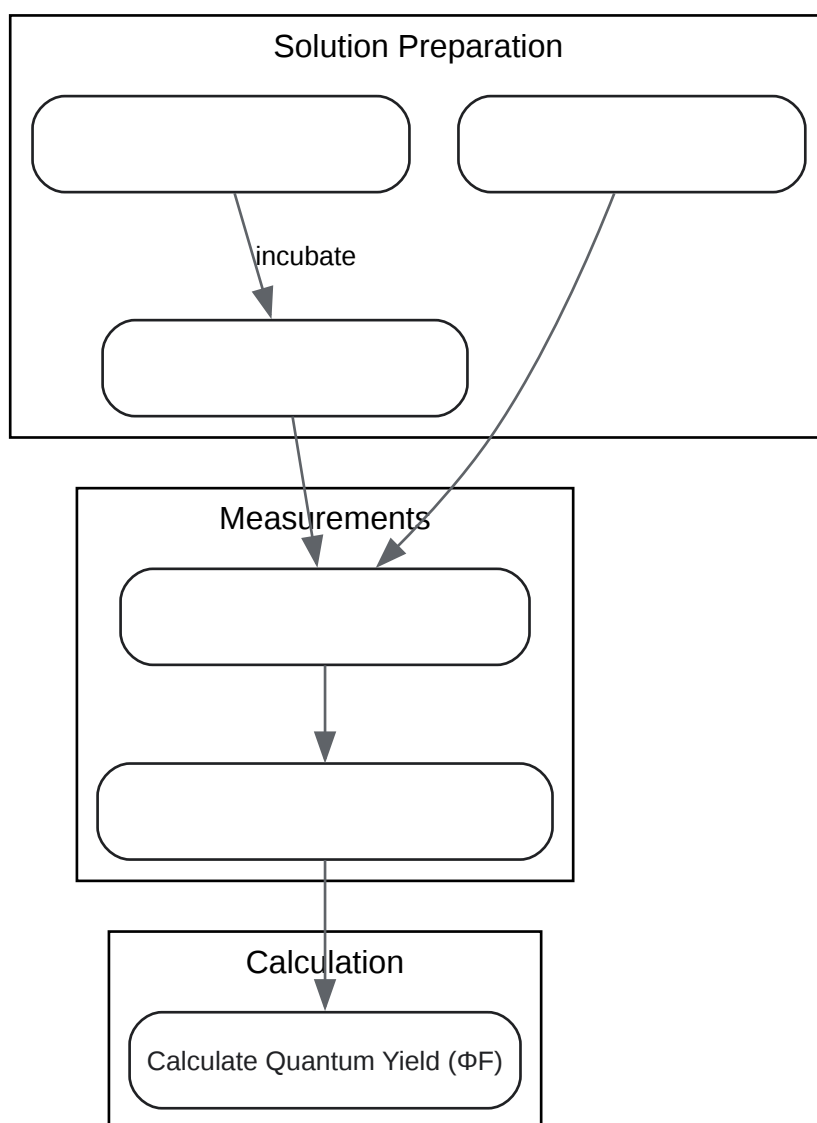 Solution Preparation
incubate
Measurements
Calculation
Calculate Quantum Yield (ΦF)